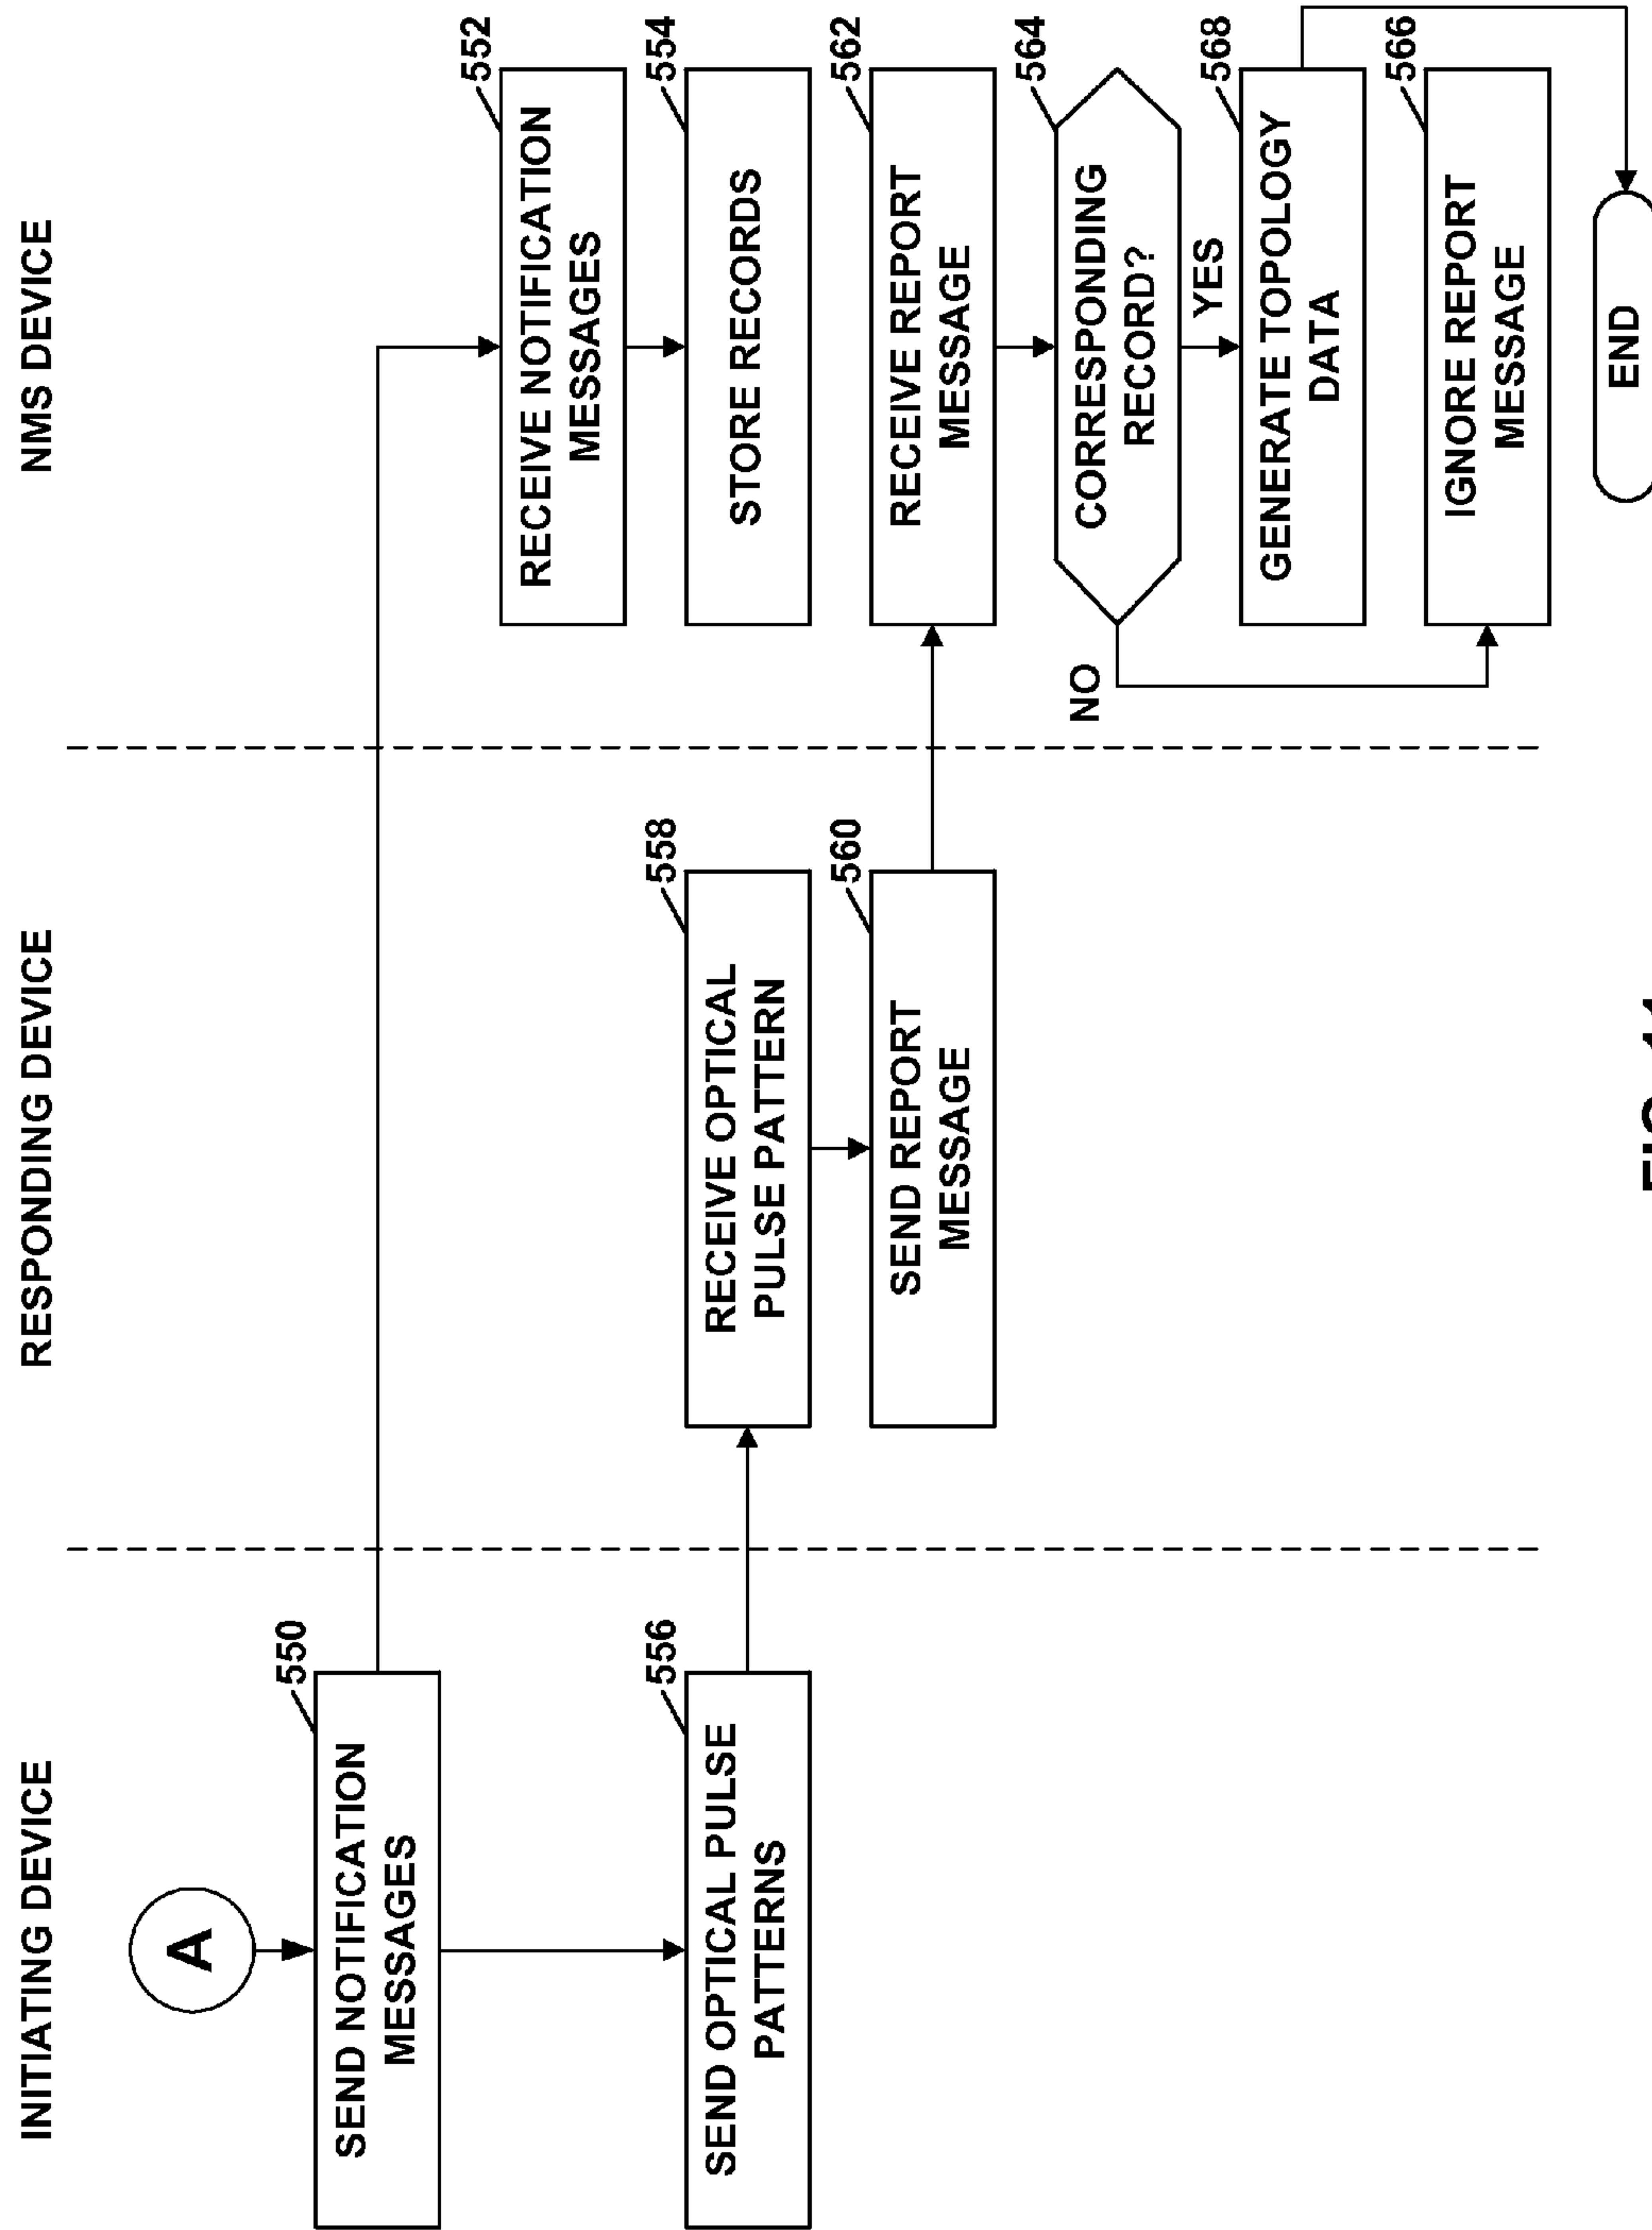 INITIATING DEVICE
RESPONDING DEVICE
NMS DEVICE
A
550
SEND NOTIFICATION
MESSAGES
552
RECEIVE NOTIFICATION
MESSAGES
554
STORE RECORDS
556
SEND OPTICAL PULSE
PATTERNS
558
RECEIVE OPTICAL
PULSE PATTERN
560
SEND REPORT
MESSAGE
562
RECEIVE REPORT
MESSAGE
564
CORRESPONDING
RECORD?
NO
YES
568
GENERATE TOPOLOGY
DATA
566
IGNORE REPORT
MESSAGE
END